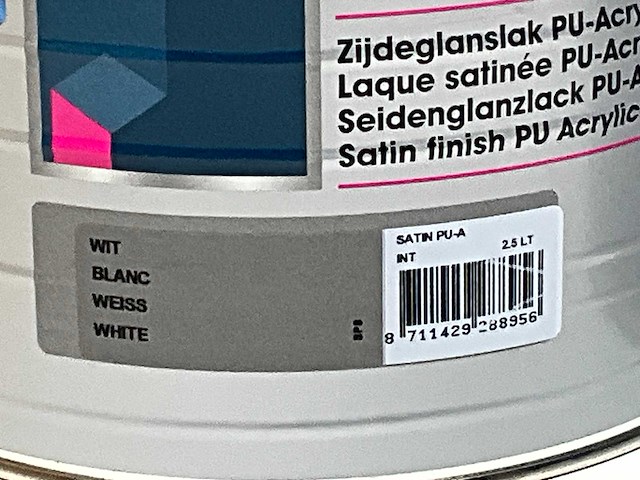 Zijdeglanslak PU-Acry
Laque satinée PU-Acr
Seidenglanzlack PU-A
Satin finish PU Acrylic
WIT
BLANC
WEISS
WHITE
BPB
SATIN PU-A
INT
2.5 LT
8 711429 288956